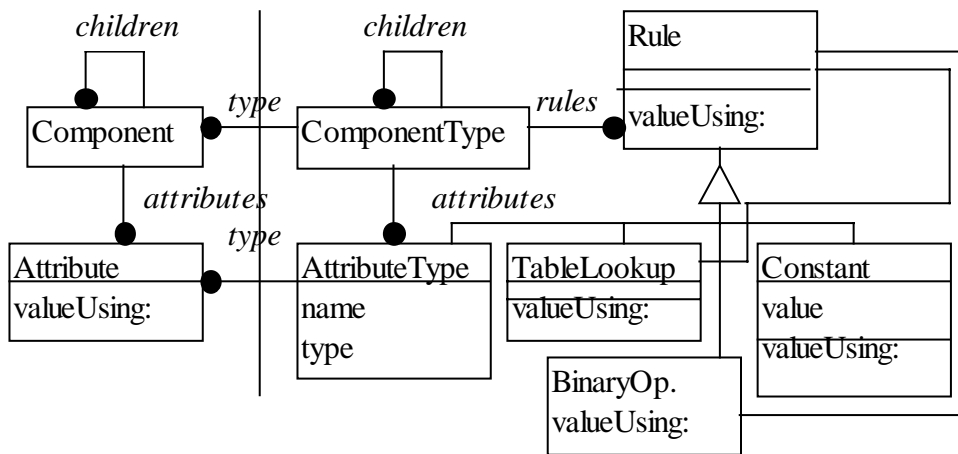 children
children
Rule
type
rules
valueUsing:
Component
ComponentType
attributes
attributes
type
Attribute
valueUsing:
AttributeType
name
type
TableLookup
valueUsing:
Constant
value
valueUsing:
BinaryOp.
valueUsing: